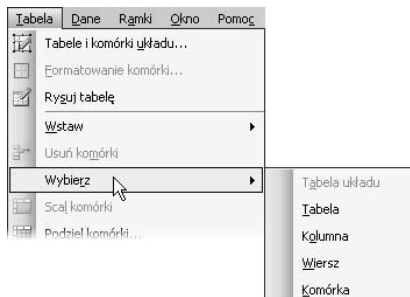 Tabela Dane Ramki Okno Pomoc
Tabele i komórki układu...
Formatowanie komórki...
Rysuj tabelę
Wstaw
Usuń komórki
Wybierz
Scal komórki
Podziel komórki...
Tabela układu
Tabela
Kolumna
Wiersz
Komórka